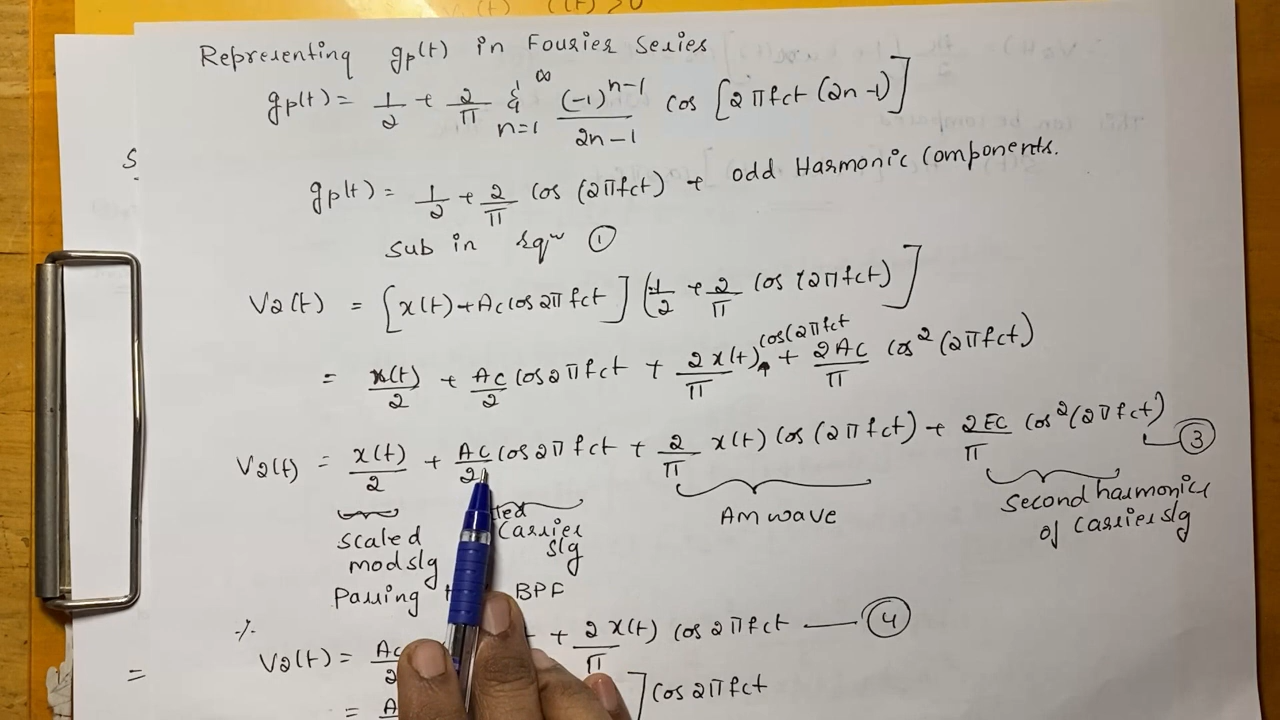 Representing gp(t) in Fourier Series
gp(t) = 1/2 + 2/π Σ n=1 ∞ (-1)^n-1 / 2n-1 cos [2πfct (2n-1)]
gp(t) = 1/2 + 2/π cos (2πfct) + odd Harmonic Components.
Sub in Eqn ①
V2(t) = [x(t) + Ac cos 2πfct] [1/2 + 2/π cos (2πfct)]
= x(t)/2 + Ac/2 cos 2πfct + 2x(t)/π cos(2πfct + 2Ac/π cos² (2πfct)
V2(t) = x(t)/2 + Ac/2 cos 2πfct + 2/π x(t) cos (2πfct) + 2EC/π cos² (2πfct) ③
Scaled modslg
Carrier slg
AM wave
Second harmonics of Carrier slg
Passing BPF
V2(t) = Ac + 2x(t)/π cos 2πfct — ④
= A ] cos 2πfct